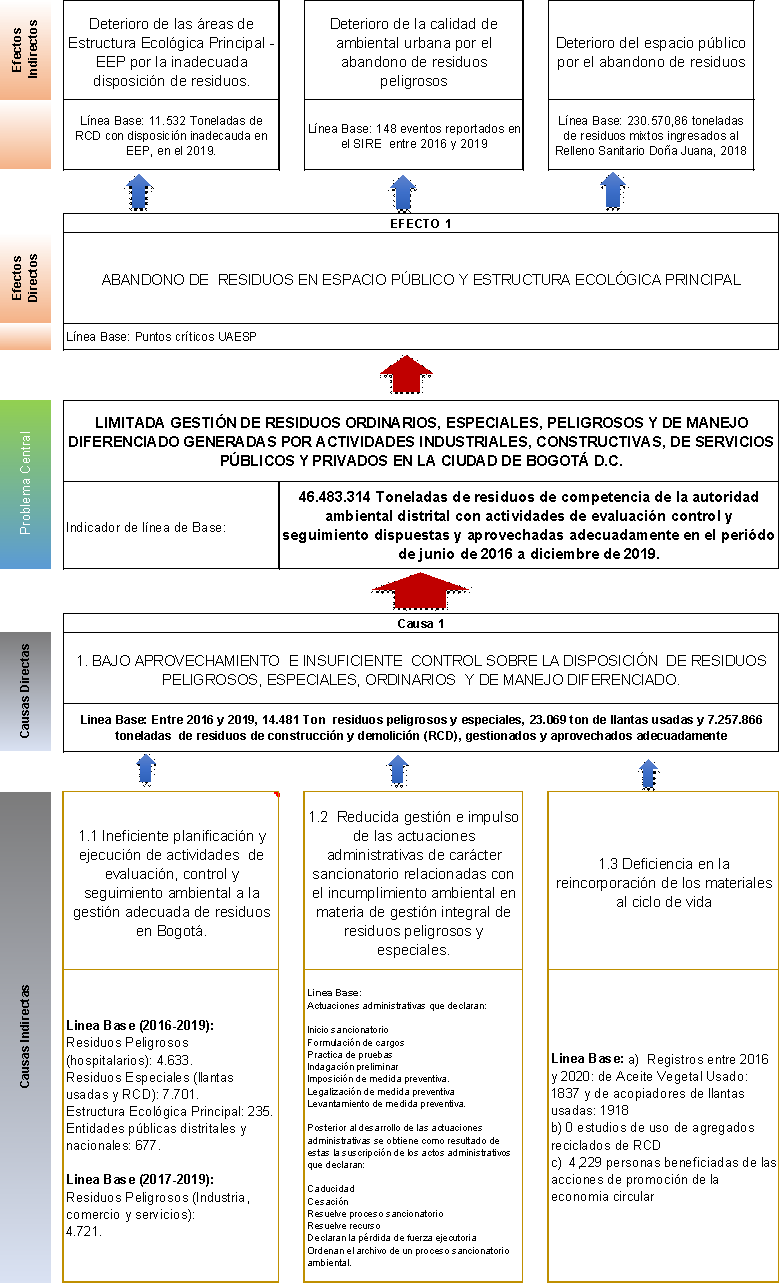 Efectos Indirectos
Deterioro de las áreas de
Estructura Ecológica Principal -
EEP por la inadecuada
disposición de residuos.
Deterioro de la calidad de
ambiental urbana por el
abandono de residuos
peligrosos
Deterioro del espacio público
por el abandono de residuos
Línea Base: 11.532 Toneladas de
RCD con disposición inadecauda en
EEP, en el 2019.
Línea Base: 148 eventos reportados en
el SIRE entre 2016 y 2019
Línea Base: 230.570,86 toneladas
de residuos mixtos ingresados al
Relleno Sanitario Doña Juana, 2018
Efectos Directos
EFECTO 1
ABANDONO DE RESIDUOS EN ESPACIO PÚBLICO Y ESTRUCTURA ECOLÓGICA PRINCIPAL
Línea Base: Puntos críticos UAESP
Problema Central
LIMITADA GESTIÓN DE RESIDUOS ORDINARIOS, ESPECIALES, PELIGROSOS Y DE MANEJO
DIFERENCIADO GENERADAS POR ACTIVIDADES INDUSTRIALES, CONSTRUCTIVAS, DE SERVICIOS
PÚBLICOS Y PRIVADOS EN LA CIUDAD DE BOGOTÁ D.C.
Indicador de línea de Base:
46.483.314 Toneladas de residuos de competencia de la autoridad
ambiental distrital con actividades de evaluación control y
seguimiento dispuestas y aprovechadas adecuadamente en el periódo
de junio de 2016 a diciembre de 2019.
Causas Directas
Causa 1
1. BAJO APROVECHAMIENTO E INSUFICIENTE CONTROL SOBRE LA DISPOSICIÓN DE RESIDUOS
PELIGROSOS, ESPECIALES, ORDINARIOS Y DE MANEJO DIFERENCIADO.
Linea Base: Entre 2016 y 2019, 14.481 Ton residuos peligrosos y especiales, 23.069 ton de llantas usadas y 7.257.866
toneladas de residuos de construcción y demolición (RCD), gestionados y aprovechados adecuadamente
Causas Indirectas
1.1 Ineficiente planificación y
ejecución de actividades de
evaluación, control y
seguimiento ambiental a la
gestión adecuada de residuos
en Bogotá.
1.2 Reducida gestión e impulso
de las actuaciones
administrativas de carácter
sancionatorio relacionadas con
el incumplimiento ambiental en
materia de gestión integral de
residuos peligrosos y
especiales.
1.3 Deficiencia en la
reincorporación de los materiales
al ciclo de vida
Linea Base (2016-2019):
Residuos Peligrosos
(hospitalarios): 4.633.
Residuos Especiales (llantas
usadas y RCD): 7.701.
Estructura Ecológica Principal: 235.
Entidades públicas distritales y
nacionales: 677.
Linea Base (2017-2019):
Residuos Peligrosos (Industria,
comercio y servicios):
4.721.
Linea Base:
Actuaciones administrativas que declaran:
Inicio sancionatorio
Formulación de cargos
Practica de pruebas
Indagación preliminar
Imposición de medida preventiva.
Legalización de medida preventiva
Levantamiento de medida preventiva.
Posterior al desarrollo de las actuaciones
administrativas se obtiene como resultado de
estas la suscripción de los actos administrativos
que declaran:
Caducidad
Cesación
Resuelve proceso sancionatorio
Resuelve recurso
Declaran la pérdida de fuerza ejecutoria
Ordenan el archivo de un proceso sancionatorio
ambiental.
Linea Base: a) Registros entre 2016
y 2020: de Aceite Vegetal Usado:
1837 y de acopiadores de llantas
usadas: 1918
b) 0 estudios de uso de agregados
reciclados de RCD
c) 4,229 personas beneficiadas de las
acciones de promoción de la
economia circular